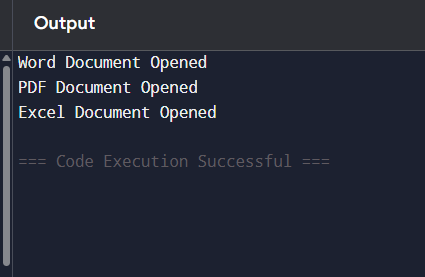 Output
Word Document Opened
PDF Document Opened
Excel Document Opened
=== Code Execution Successful ===